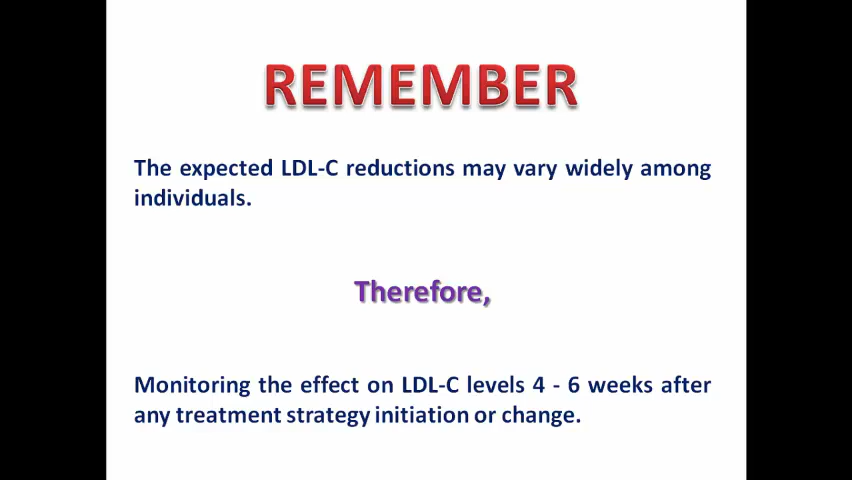 REMEMBER
The expected LDL-C reductions may vary widely among
individuals.
Therefore,
Monitoring the effect on LDL-C levels 4 - 6 weeks after
any treatment strategy initiation or change.